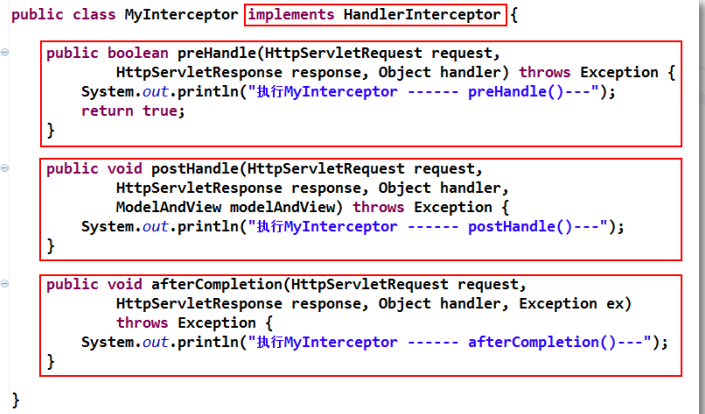 public class MyInterceptor implements HandlerInterceptor {
public boolean preHandle(HttpServletRequest request,
HttpServletResponse response, Object handler) throws Exception {
System.out.println("执行MyInterceptor ------ preHandle()---");
return true;
}
public void postHandle(HttpServletRequest request,
HttpServletResponse response, Object handler,
ModelAndView modelAndView) throws Exception {
System.out.println("执行MyInterceptor ------ postHandle()---");
}
public void afterCompletion(HttpServletRequest request,
HttpServletResponse response, Object handler, Exception ex)
throws Exception {
System.out.println("执行MyInterceptor ------ afterCompletion()---");
}
}